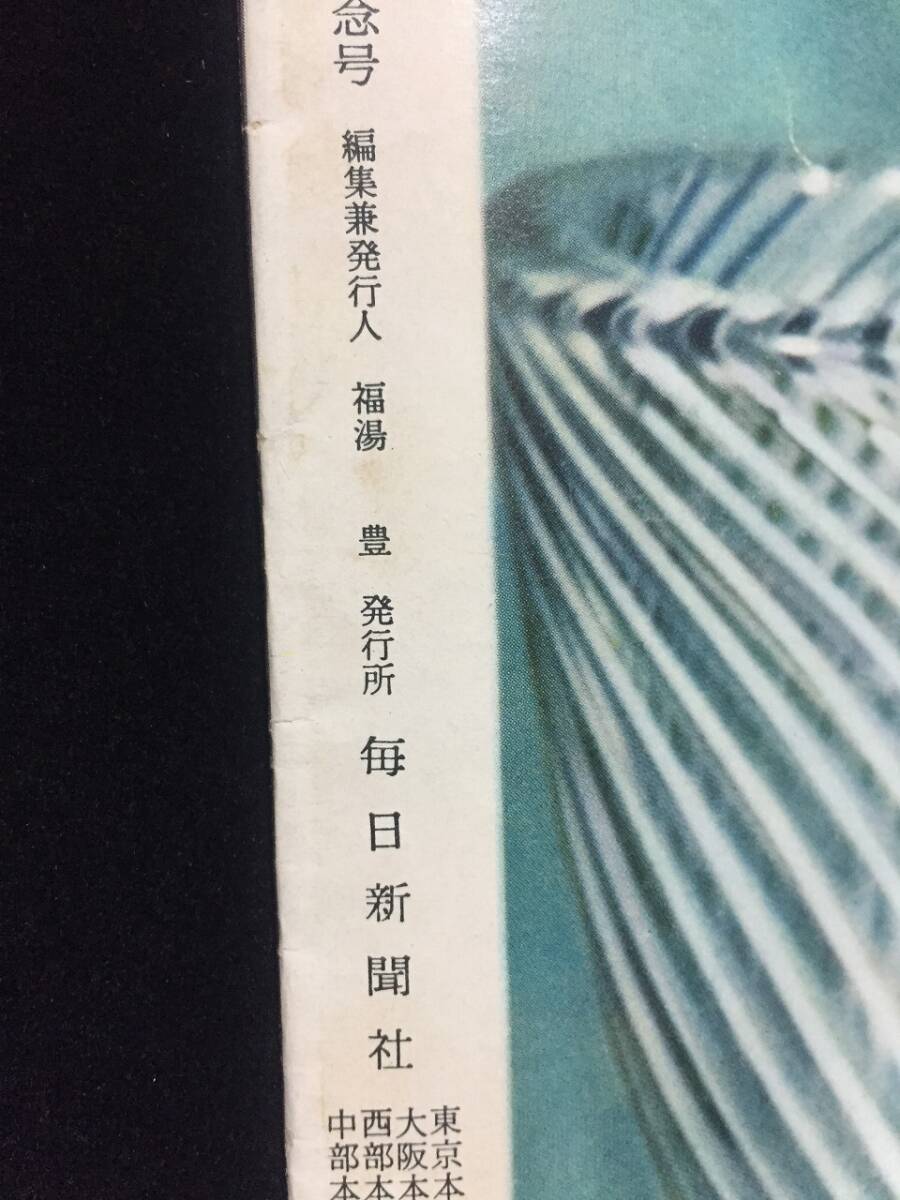 念号 編集兼発行人 福湯 豊 発行所 毎日新聞社
東京本
大阪本
西部本
中部本